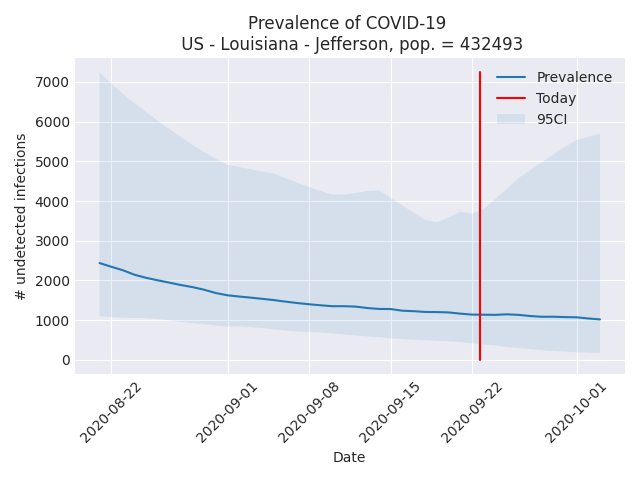 Prevalence of COVID-19
US - Louisiana - Jefferson, pop. = 432493
Prevalence
Today
95CI
7000
6000
5000
4000
3000
2000
1000
0
# undetected infections
2020-08-22
2020-09-01
2020-09-08
2020-09-15
2020-09-22
2020-10-01
Date